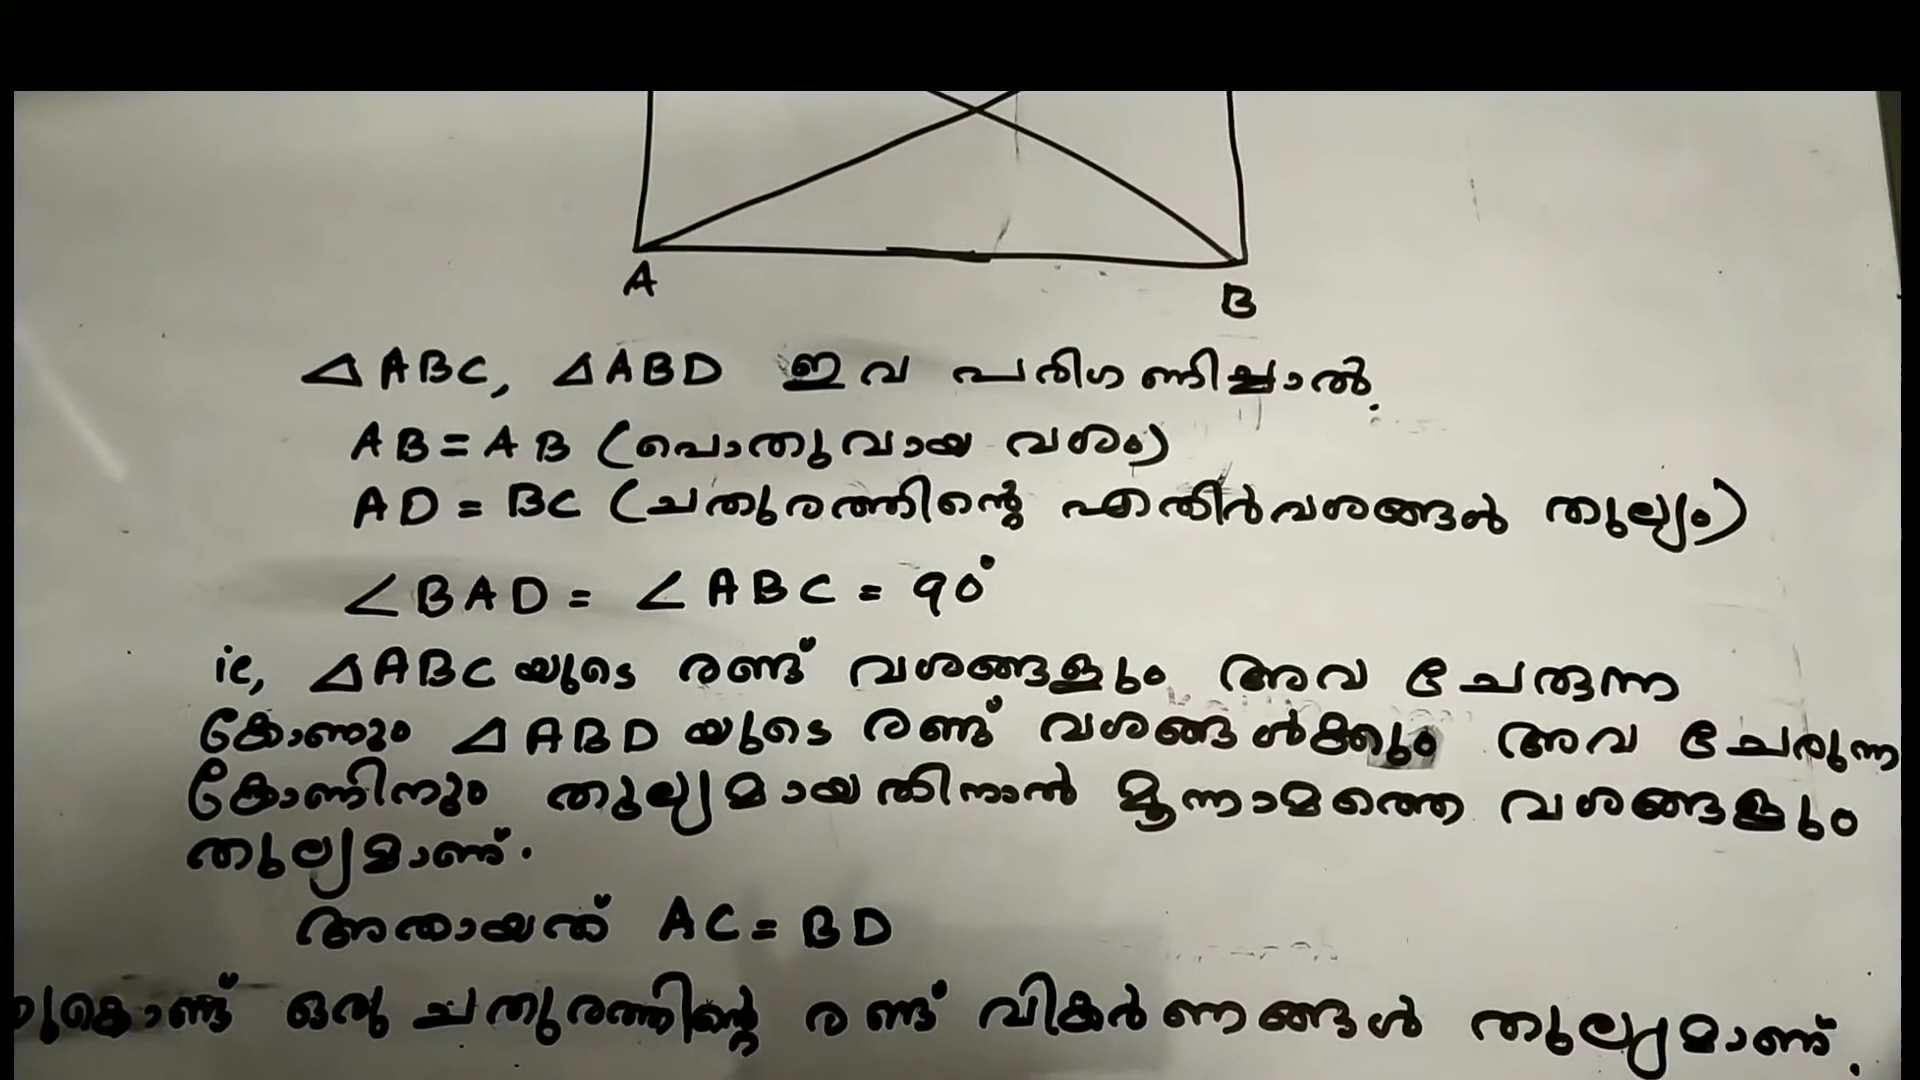 A
B
△ABC, △ABD ഇവ പരിഗണിച്ചാൽ.
AB = AB (പൊതുവായ വശം)
AD = BC (ചതുരത്തിന്റെ എതിർവശങ്ങൾ തുല്യം)
∠BAD = ∠ABC = 90°
ie, △ABC യുടെ രണ്ട് വശങ്ങളും അവ ചേരുന്ന
കോണും △ABD യുടെ രണ്ട് വശങ്ങൾക്കും അവ ചേരുന്ന
കോണിനും തുല്യമായതിനാൽ മൂന്നാമത്തെ വശങ്ങളും
തുല്യമാണ്.
അതായത് AC = BD
ഒരു ചതുരത്തിന്റെ രണ്ട് വികർണങ്ങൾ തുല്യമാണ്.